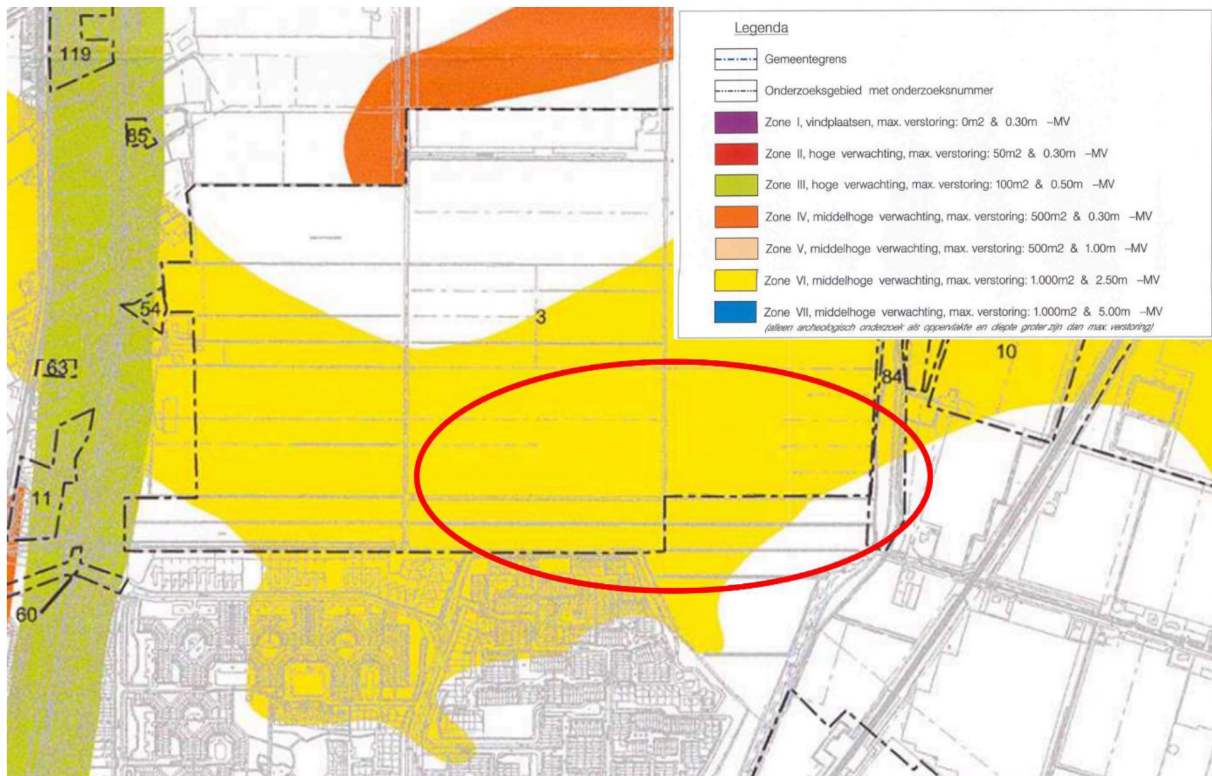 Legenda
Gemeentegrens
Onderzoeksgebied met onderzoeksnummer
Zone I, vindplaatsen, max. verstoring: 0m2 & 0.30m -MV
Zone II, hoge verwachting, max. verstoring: 50m2 & 0.30m -MV
Zone III, hoge verwachting, max. verstoring: 100m2 & 0.50m -MV
Zone IV, middelhoge verwachting, max. verstoring: 500m2 & 0.30m -MV
Zone V, middelhoge verwachting, max. verstoring: 500m2 & 1.00m -MV
Zone VI, middelhoge verwachting, max. verstoring: 1.000m2 & 2.50m -MV
Zone VII, middelhoge verwachting, max. verstoring: 1.000m2 & 5.00m -MV
(alleen archeologisch onderzoek als oppervlakte en diepte groter zijn dan max. verstoring)
119
85
54
3
10
63
84
11
60